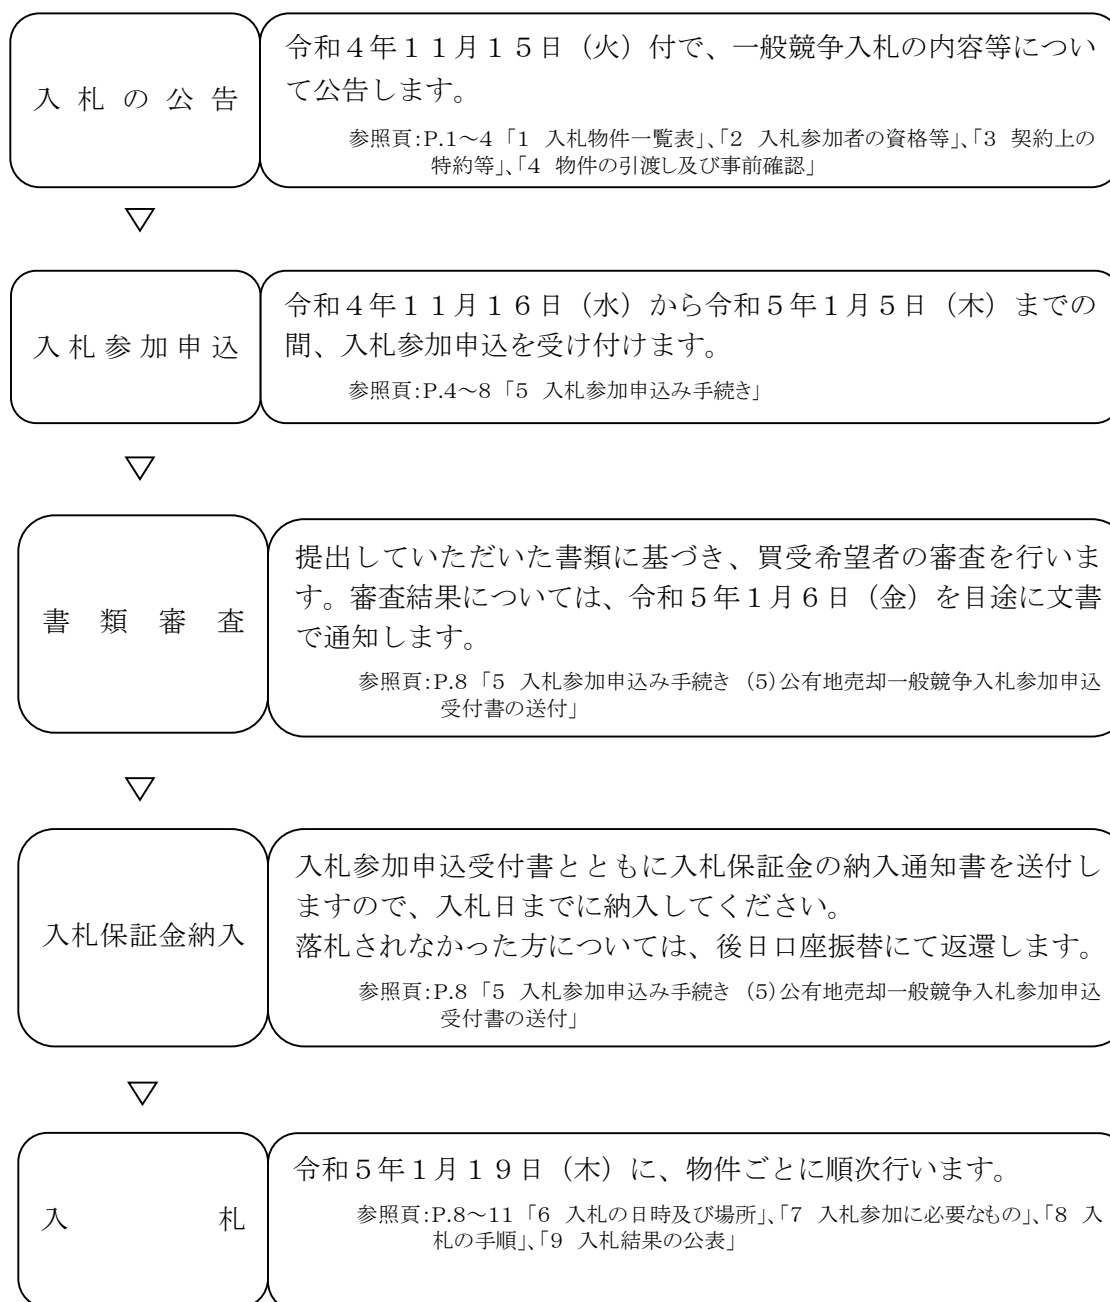 入札の公告
令和４年１１月１５日（火）付で、一般競争入札の内容等につい
て公告します。
参照頁:P.1～4「1 入札物件一覧表」、「2 入札参加者の資格等」、「3 契約上の
特約等」、「4 物件の引渡し及び事前確認」
▽
入札参加申込
令和４年１１月１６日（水）から令和５年１月５日（木）までの
間、入札参加申込を受け付けます。
参照頁:P.4～8「5 入札参加申込み手続き」
▽
書類審査
提出していただいた書類に基づき、買受希望者の審査を行いま
す。審査結果については、令和５年１月６日（金）を目途に文書
で通知します。
参照頁:P.8「5 入札参加申込み手続き (5)公有地売却一般競争入札参加申込
受付書の送付」
▽
入札保証金納入
入札参加申込受付書とともに入札保証金の納入通知書を送付し
ますので、入札日までに納入してください。
落札されなかった方については、後日口座振替にて返還します。
参照頁:P.8「5 入札参加申込み手続き (5)公有地売却一般競争入札参加申込
受付書の送付」
▽
入札
令和５年１月１９日（木）に、物件ごとに順次行います。
参照頁:P.8～11「6 入札の日時及び場所」、「7 入札参加に必要なもの」、「8 入
札の手順」、「9 入札結果の公表」